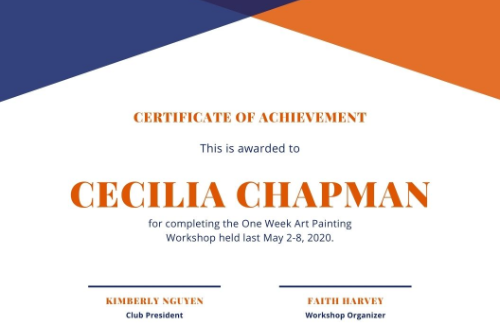 CERTIFICATE OF ACHIEVEMENT
This is awarded to
CECILIA CHAPMAN
for completing the One Week Art Painting
Workshop held last May 2-8, 2020.
KIMBERLY NGUYEN
Club President
FAITH HARVEY
Workshop Organizer